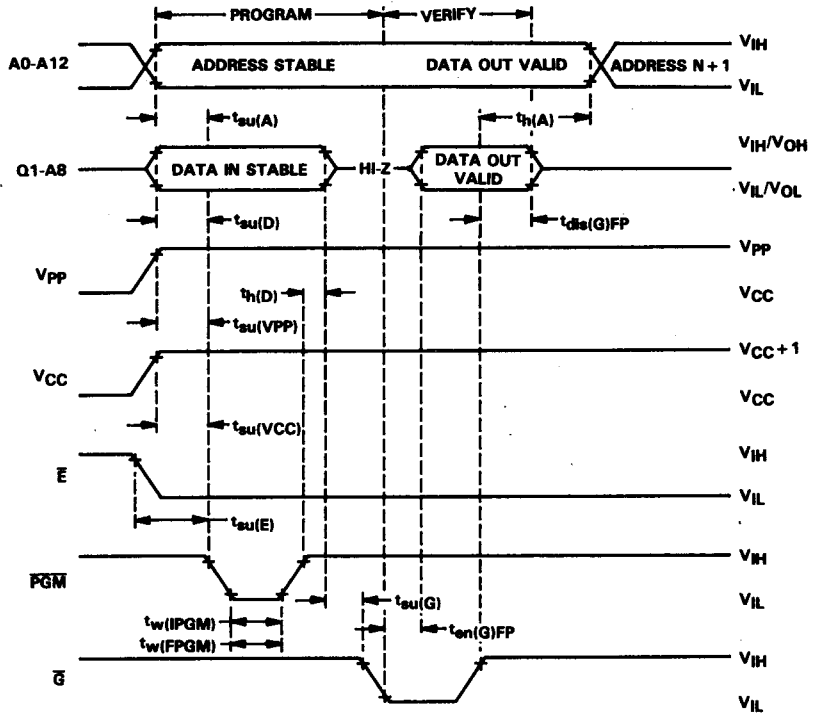 PROGRAM VERIFY
VIH
A0-A12 ADDRESS STABLE DATA OUT VALID ADDRESS N + 1
VIL
tsu(A) th(A)
VIH/VOH
Q1-A8 DATA IN STABLE HI-Z DATA OUT VALID
VIL/VOL
tsu(D) tdis(G)FP
VPP
VPP
th(D) VCC
tsu(VPP)
VCC + 1
VCC
VCC
tsu(VCC)
VIH
E
VIL
tsu(E)
VIH
PGM
VIL
tsu(G)
tw(IPGM)
ten(G)FP
tw(FPGM)
VIH
G
VIL